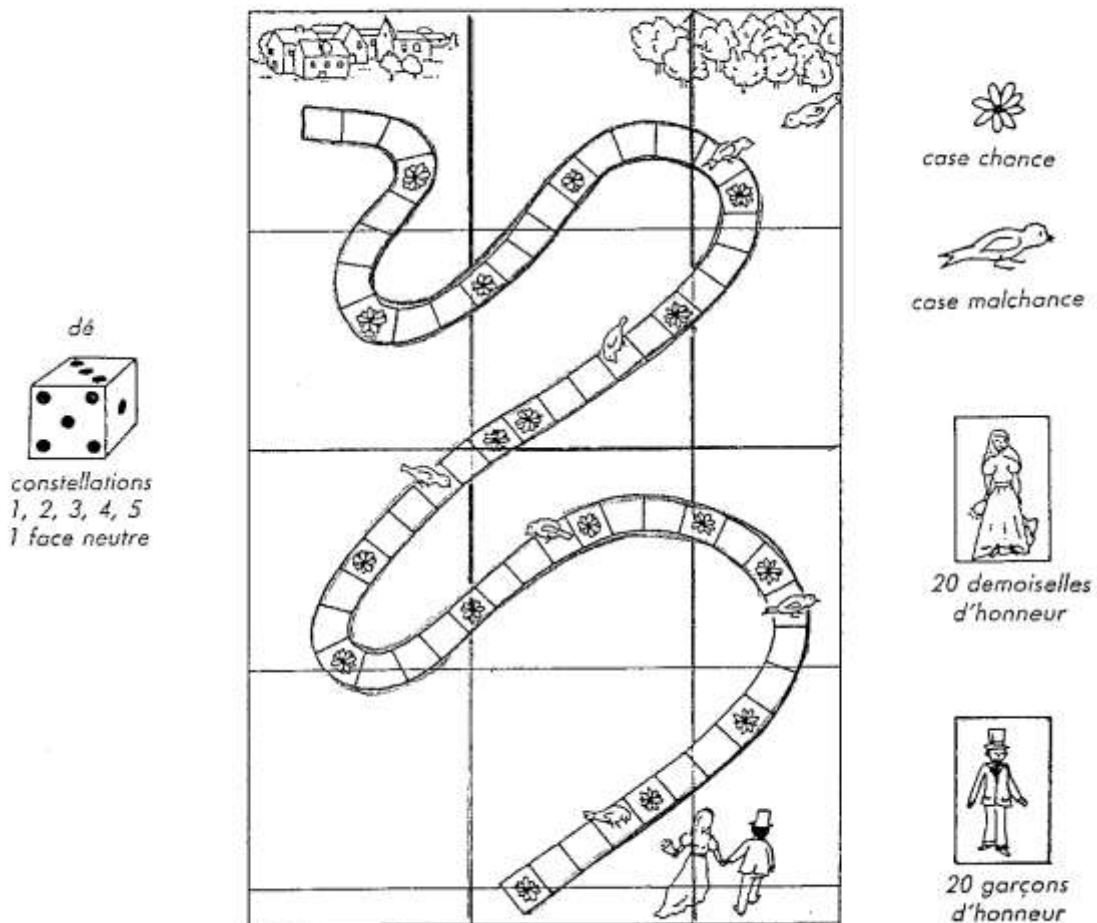 dé
constellations
1, 2, 3, 4, 5
1 face neutre
case chance
case malchance
20 demoiselles
d'honneur
20 garçons
d'honneur